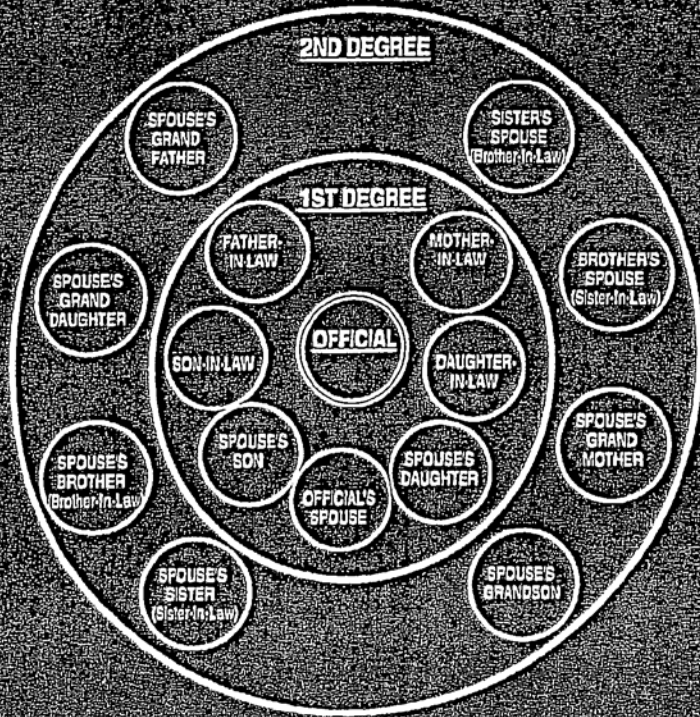 2ND DEGREE
SPOUSE'S
GRAND
FATHER
SISTER'S
SPOUSE
(Brother-In-Law)
1ST DEGREE
FATHER-
IN-LAW
MOTHER-
IN-LAW
SPOUSE'S
GRAND
DAUGHTER
BROTHER'S
SPOUSE
(Sister-In-Law)
OFFICIAL
SON-IN-LAW
DAUGHTER-
IN-LAW
SPOUSE'S
SON
SPOUSE'S
DAUGHTER
SPOUSE'S
GRAND
MOTHER
SPOUSE'S
BROTHER
(Brother-In-Law)
OFFICIAL'S
SPOUSE
SPOUSE'S
SISTER
(Sister-In-Law)
SPOUSE'S
GRANDSON